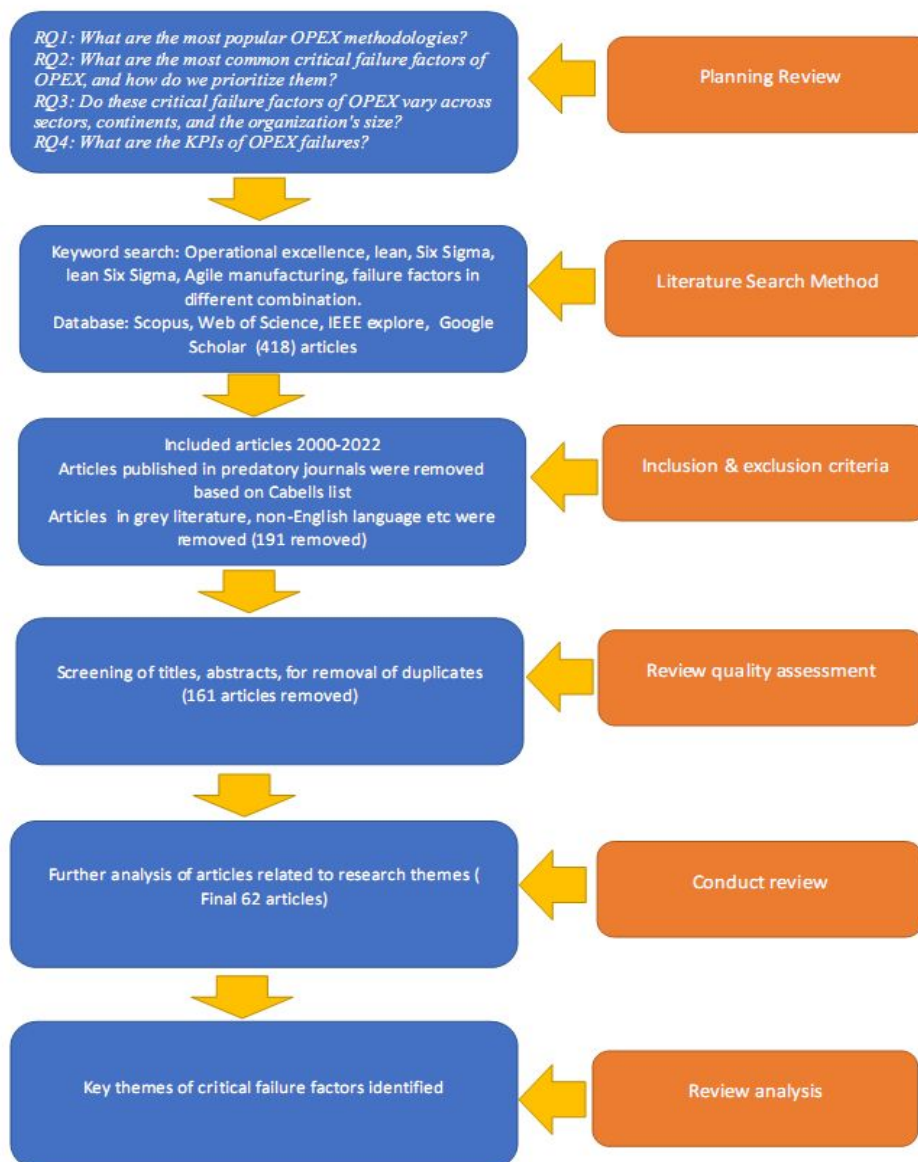 RQ1: What are the most popular OPEX methodologies?
RQ2: What are the most common critical failure factors of
OPEX, and how do we prioritize them?
RQ3: Do these critical failure factors of OPEX vary across
sectors, continents, and the organization's size?
RQ4: What are the KPIs of OPEX failures?
Planning Review
Keyword search: Operational excellence, lean, Six Sigma,
lean Six Sigma, Agile manufacturing, failure factors in
different combination.
Database: Scopus, Web of Science, IEEE explore, Google
Scholar (418) articles
Literature Search Method
Included articles 2000-2022
Articles published in predatory journals were removed
based on Cabells list
Articles in grey literature, non-English language etc were
removed (191 removed)
Inclusion & exclusion criteria
Screening of titles, abstracts, for removal of duplicates
(161 articles removed)
Review quality assessment
Further analysis of articles related to research themes (
Final 62 articles)
Conduct review
Key themes of critical failure factors identified
Review analysis